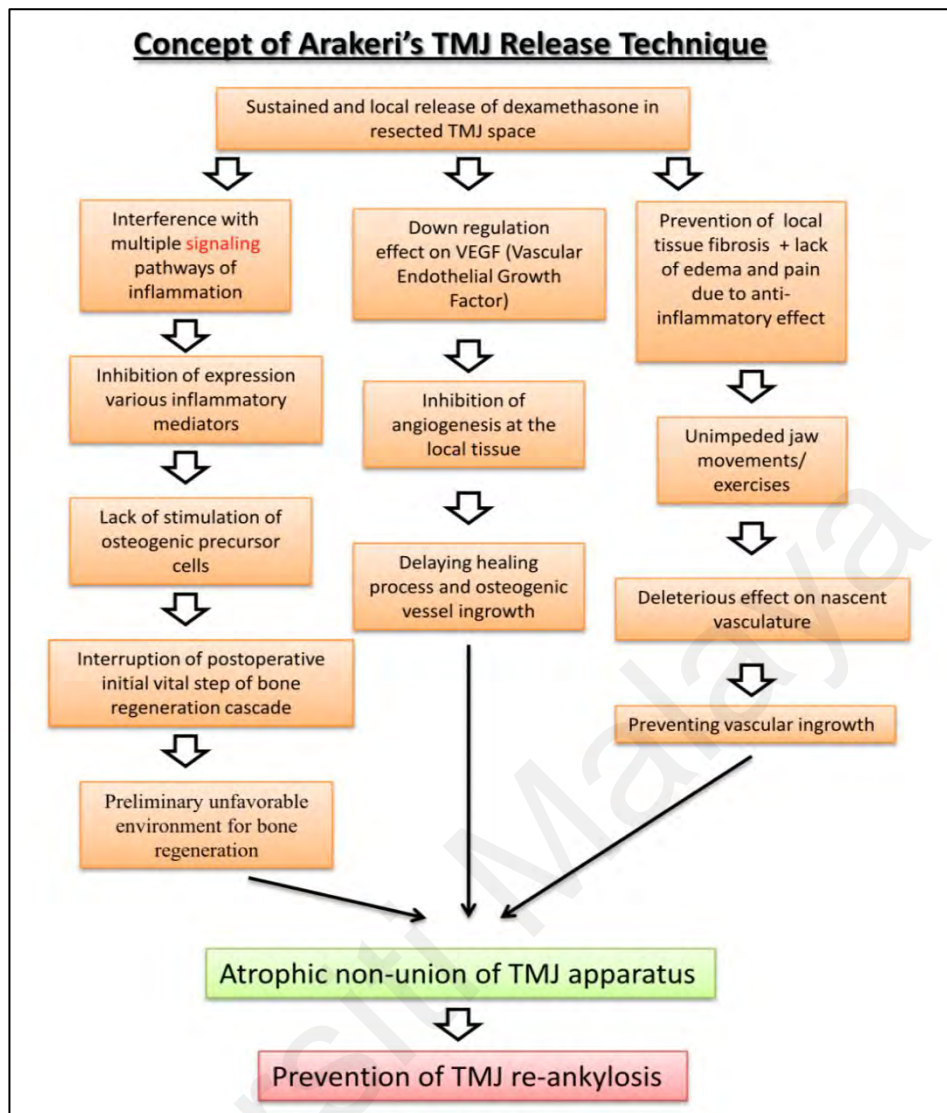 Concept of Arakeri's TMJ Release Technique
Sustained and local release of dexamethasone in
resected TMJ space
Interference with
multiple signaling
pathways of
inflammation
Inhibition of expression
various inflammatory
mediators
Lack of stimulation of
osteogenic precursor
cells
Interruption of postoperative
initial vital step of bone
regeneration cascade
Preliminary unfavorable
environment for bone
regeneration
Down regulation
effect on VEGF (Vascular
Endothelial Growth
Factor)
Inhibition of
angiogenesis at the
local tissue
Delaying healing
process and osteogenic
vessel ingrowth
Prevention of local
tissue fibrosis + lack
of edema and pain
due to anti-
inflammatory effect
Unimpeded jaw
movements/
exercises
Deleterious effect on nascent
vasculature
Preventing vascular ingrowth
Atrophic non-union of TMJ apparatus
Prevention of TMJ re-ankylosis
ersiti Malaya